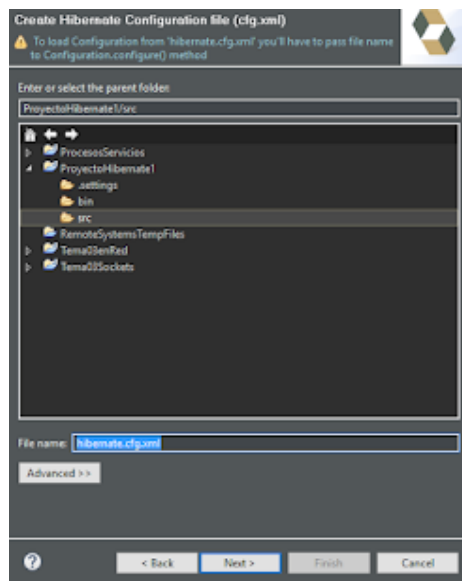 Create Hibernate Configuration file (cfg.xml)
To load Configuration from 'hibernate.cfg.xml' you'll have to pass file name
to Configuration.configure() method
Enter or select the parent folder:
ProyectoHibernate1/src
ProcesosServicios
ProyectoHibernate1
.settings
bin
src
RemoteSystemsTempFiles
Tema03enRed
Tema03Sockets
File name: hibernate.cfg.xml
Advanced >>
? < Back Next > Finish Cancel